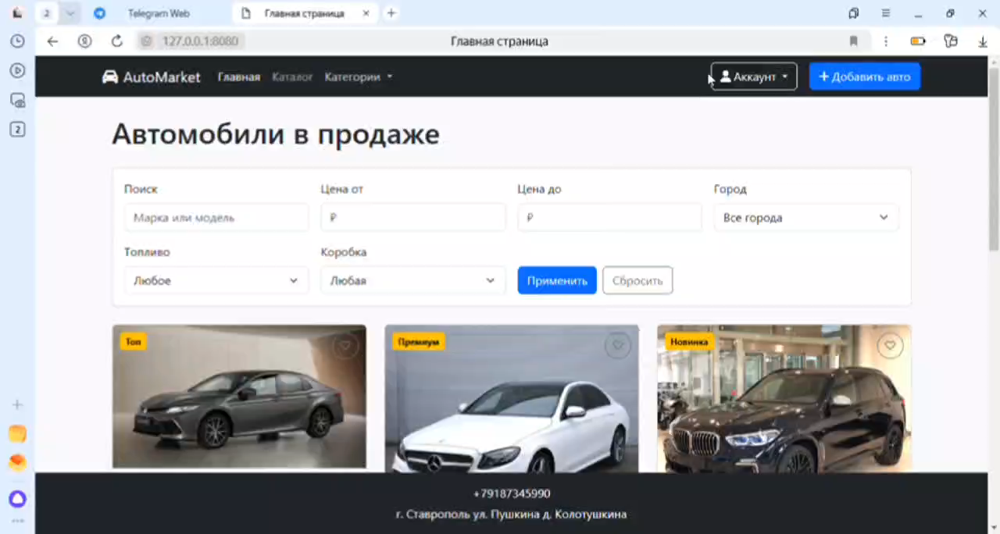 2 Telegram Web Главная страница
127.0.0.1:8080 Главная страница
2
AutoMarket Главная Каталог Категории Аккаунт + Добавить авто
Автомобили в продаже
Поиск Цена от Цена до Город
Марка или модель ₽ ₽ Все города
Топливо Коробка
Любое Любая Применить Сбросить
Топ Премиум Новинка
+79187345990
г. Ставрополь ул. Пушкина д. Колотушкина